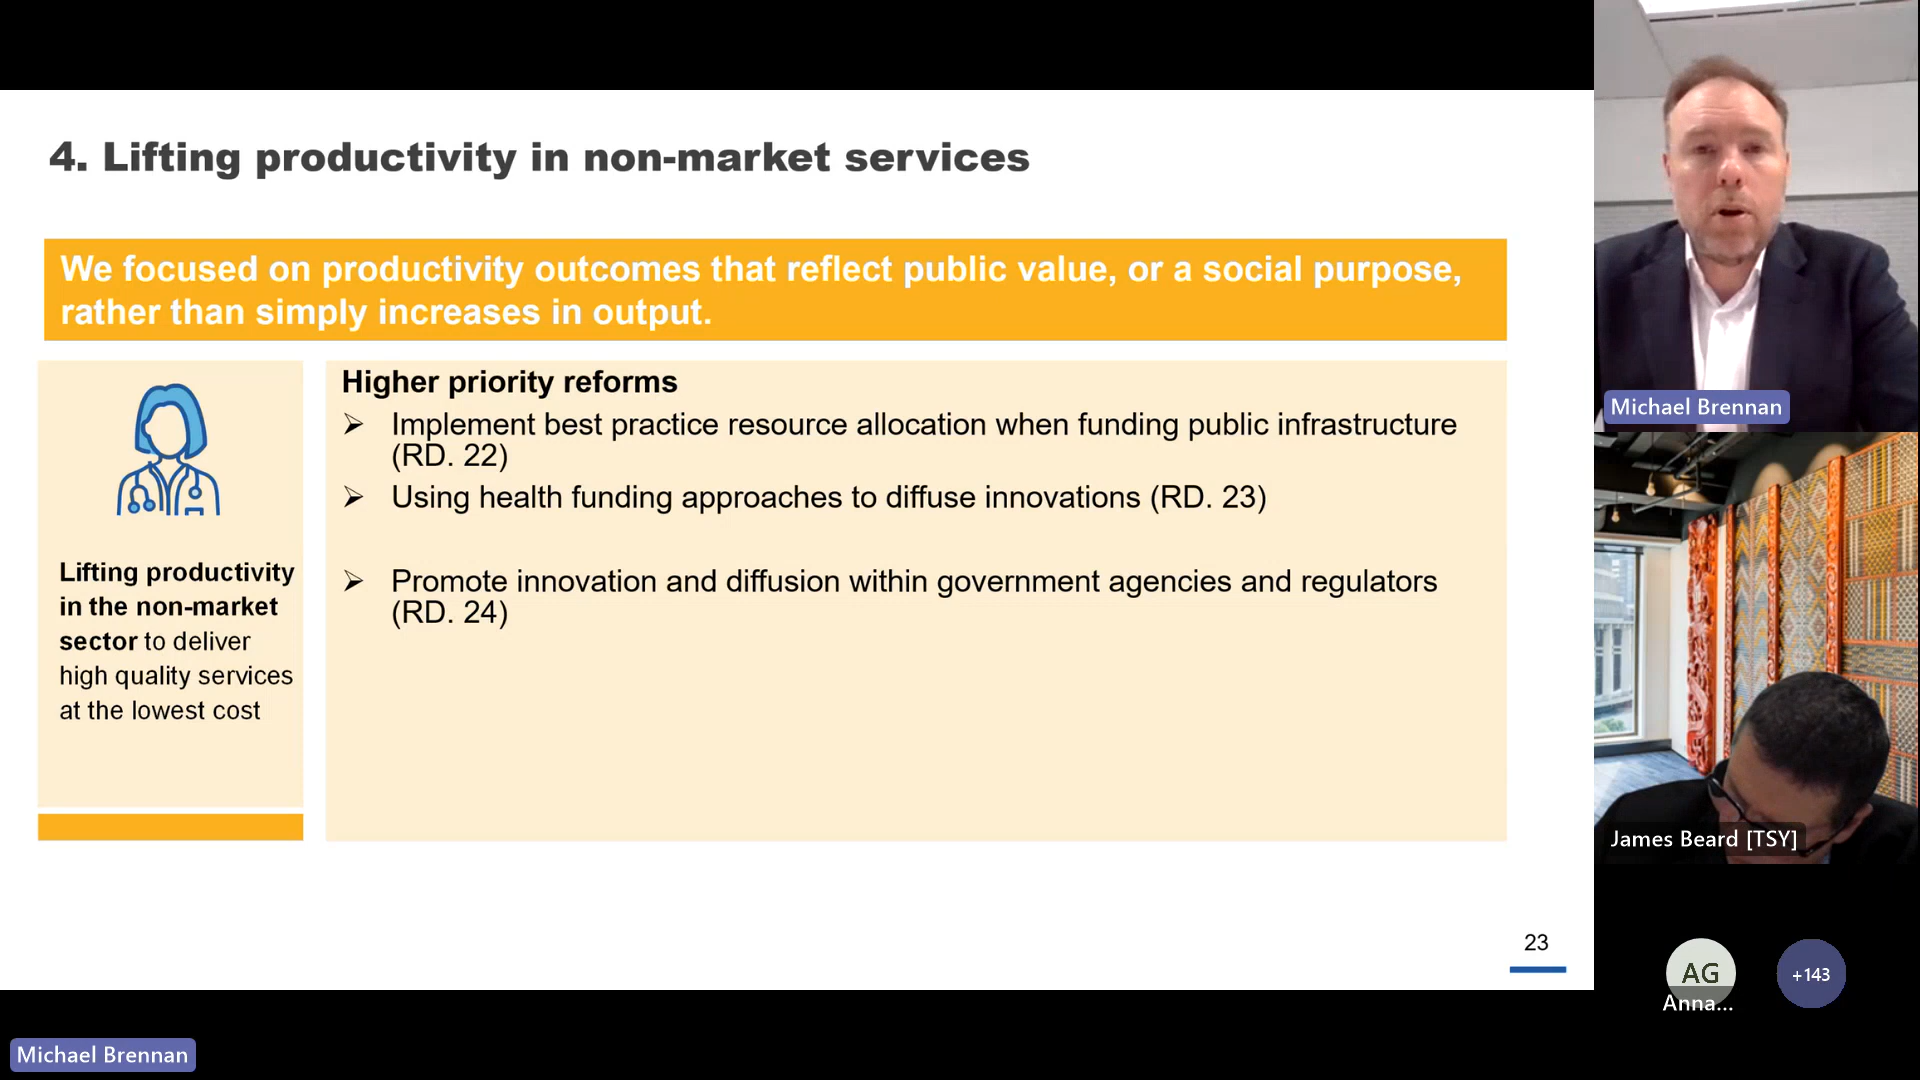 4. Lifting productivity in non-market services
We focused on productivity outcomes that reflect public value, or a social purpose,
rather than simply increases in output.
Lifting productivity
in the non-market
sector to deliver
high quality services
at the lowest cost
Higher priority reforms
➢ Implement best practice resource allocation when funding public infrastructure
(RD. 22)
➢ Using health funding approaches to diffuse innovations (RD. 23)
➢ Promote innovation and diffusion within government agencies and regulators
(RD. 24)
23
Michael Brennan
James Beard [TSY]
AG
Anna...
+143
Michael Brennan